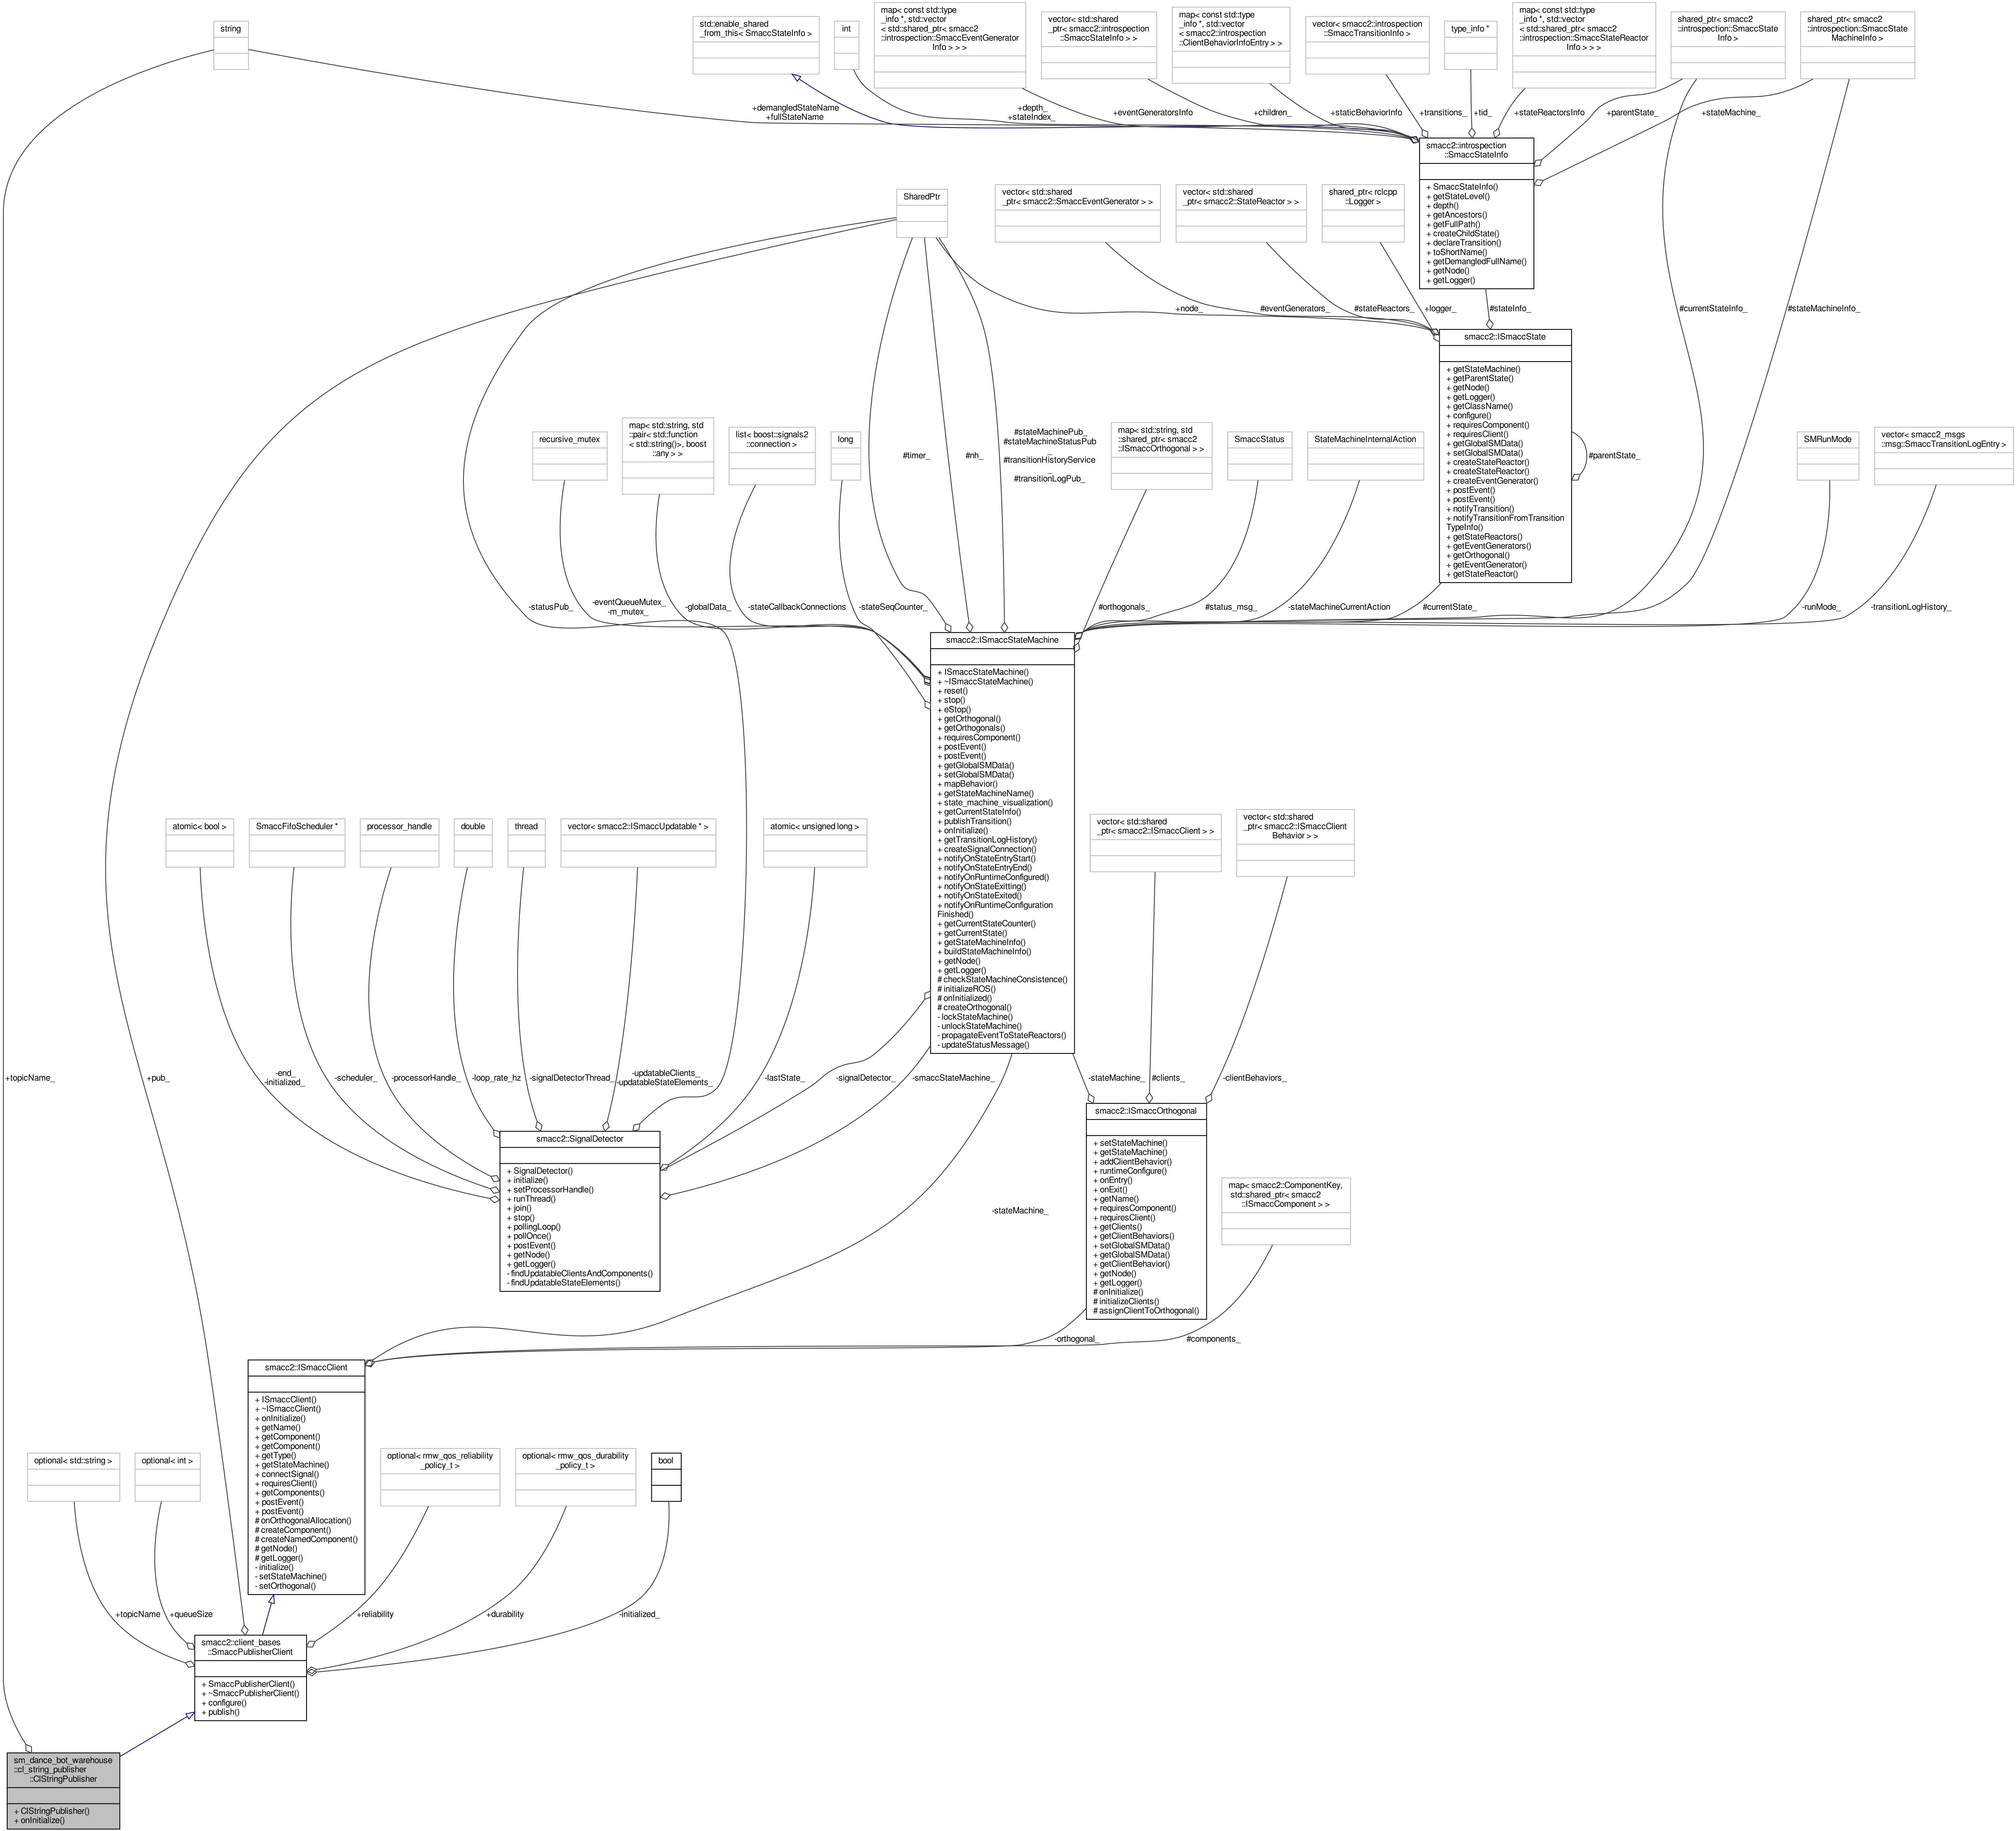 string
std::enable_shared
_from_this< SmaccStateInfo >
int
map< const std::type
_info *, std::vector
< std::shared_ptr< smacc2
::introspection::SmaccEventGenerator
Info > > >
vector< std::shared
_ptr< smacc2::introspection
::SmaccStateInfo > >
map< const std::type
_info *, std::vector
< smacc2::introspection
::ClientBehaviorInfoEntry > >
vector< smacc2::introspection
::SmaccTransitionInfo >
type_info *
map< const std::type
_info *, std::vector
< std::shared_ptr< smacc2
::introspection::SmaccStateReactor
Info > > >
shared_ptr< smacc2
::introspection::SmaccState
Info >
shared_ptr< smacc2
::introspection::SmaccState
MachineInfo >
+demangledStateName
+fullStateName
+depth_
+stateIndex_
+eventGeneratorsInfo
+children_
+staticBehaviorInfo
+transitions_
+tid_
+stateReactorsInfo
+parentState_
+stateMachine_
smacc2::introspection
::SmaccStateInfo
+ SmaccStateInfo()
+ getStateLevel()
+ depth()
+ getAncestors()
+ getFullPath()
+ createChildState()
+ declareTransition()
+ toShortName()
+ getDemangledFullName()
+ getNode()
+ getLogger()
SharedPtr
vector< std::shared
_ptr< smacc2::SmaccEventGenerator > >
vector< std::shared
_ptr< smacc2::StateReactor > >
shared_ptr< rclcpp
::Logger >
+node_
#eventGenerators_
#stateReactors_
+logger_
#stateInfo_
#currentStateInfo_
#stateMachineInfo_
smacc2::ISmaccState
+ getStateMachine()
+ getParentState()
+ getNode()
+ getLogger()
+ getClassName()
+ configure()
+ requiresComponent()
+ requiresClient()
+ getGlobalSMData()
+ setGlobalSMData()
+ createStateReactor()
+ createStateReactor()
+ createEventGenerator()
+ postEvent()
+ postEvent()
+ notifyTransition()
+ notifyTransitionFromTransition
TypeInfo()
+ getStateReactors()
+ getEventGenerators()
+ getOrthogonal()
+ getEventGenerator()
+ getStateReactor()
#parentState_
recursive_mutex
map< std::string, std
::pair< std::function
< std::string()>, boost
::any > >
list< boost::signals2
::connection >
long
#timer_
#nh_
#stateMachinePub_
#stateMachineStatusPub
_
#transitionHistoryService
_
#transitionLogPub_
map< std::string, std
::shared_ptr< smacc2
::ISmaccOrthogonal > >
SmaccStatus
StateMachineInternalAction
SMRunMode
vector< smacc2_msgs
::msg::SmaccTransitionLogEntry >
-statusPub_
-eventQueueMutex_
-m_mutex_
-globalData_
-stateCallbackConnections
-stateSeqCounter_
#orthogonals_
#status_msg_
-stateMachineCurrentAction
#currentState_
-runMode_
-transitionLogHistory_
smacc2::ISmaccStateMachine
+ ISmaccStateMachine()
+ ~ISmaccStateMachine()
+ reset()
+ stop()
+ eStop()
+ getOrthogonal()
+ getOrthogonals()
+ requiresComponent()
+ postEvent()
+ postEvent()
+ getGlobalSMData()
+ setGlobalSMData()
+ mapBehavior()
+ getStateMachineName()
+ state_machine_visualization()
+ getCurrentStateInfo()
+ publishTransition()
+ onInitialize()
+ getTransitionLogHistory()
+ createSignalConnection()
+ notifyOnStateEntryStart()
+ notifyOnStateEntryEnd()
+ notifyOnRuntimeConfigured()
+ notifyOnStateExitting()
+ notifyOnStateExited()
+ notifyOnRuntimeConfiguration
Finished()
+ getCurrentStateCounter()
+ getCurrentState()
+ getStateMachineInfo()
+ buildStateMachineInfo()
+ getNode()
+ getLogger()
# checkStateMachineConsistence()
# initializeROS()
# onInitialized()
# createOrthogonal()
- lockStateMachine()
- unlockStateMachine()
- propagateEventToStateReactors()
- updateStatusMessage()
atomic< bool >
SmaccFifoScheduler *
processor_handle
double
thread
vector< smacc2::ISmaccUpdatable * >
atomic< unsigned long >
vector< std::shared
_ptr< smacc2::ISmaccClient > >
vector< std::shared
_ptr< smacc2::ISmaccClient
Behavior > >
+topicName_
+pub_
-end_
-initialized_
-scheduler_
-processorHandle_
-loop_rate_hz
-signalDetectorThread_
-updatableClients_
-updatableStateElements_
-lastState_
-signalDetector_
-smaccStateMachine_
-stateMachine_
#clients_
-clientBehaviors_
smacc2::SignalDetector
+ SignalDetector()
+ initialize()
+ setProcessorHandle()
+ runThread()
+ join()
+ stop()
+ pollingLoop()
+ pollOnce()
+ postEvent()
+ getNode()
+ getLogger()
- findUpdatableClientsAndComponents()
- findUpdatableStateElements()
smacc2::ISmaccOrthogonal
+ setStateMachine()
+ getStateMachine()
+ addClientBehavior()
+ runtimeConfigure()
+ onEntry()
+ onExit()
+ getName()
+ requiresComponent()
+ requiresClient()
+ getClients()
+ getClientBehaviors()
+ setGlobalSMData()
+ getGlobalSMData()
+ getClientBehavior()
+ getNode()
+ getLogger()
# onInitialize()
# initializeClients()
# assignClientToOrthogonal()
map< smacc2::ComponentKey,
std::shared_ptr< smacc2
::ISmaccComponent > >
-stateMachine_
-orthogonal_
#components_
smacc2::ISmaccClient
+ ISmaccClient()
+ ~ISmaccClient()
+ onInitialize()
+ getName()
+ getComponent()
+ getComponent()
+ getType()
+ getStateMachine()
+ connectSignal()
+ requiresClient()
+ getComponents()
+ postEvent()
+ postEvent()
# onOrthogonalAllocation()
# createComponent()
# createNamedComponent()
# getNode()
# getLogger()
- initialize()
- setStateMachine()
- setOrthogonal()
optional< std::string >
optional< int >
optional< rmw_qos_reliability
_policy_t >
optional< rmw_qos_durability
_policy_t >
bool
+topicName
+queueSize
+reliability
+durability
-initialized_
smacc2::client_bases
::SmaccPublisherClient
+ SmaccPublisherClient()
+ ~SmaccPublisherClient()
+ configure()
+ publish()
sm_dance_bot_warehouse
::cl_string_publisher
::ClStringPublisher
+ ClStringPublisher()
+ onInitialize()